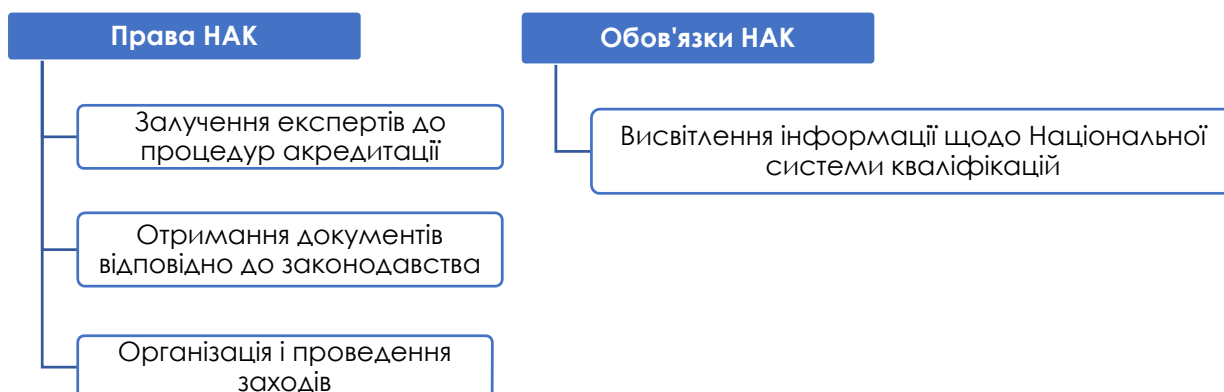 Права НАК
Залучення експертів до
процедур акредитації
Отримання документів
відповідно до законодавства
Організація і проведення
заходів
Обов'язки НАК
Висвітлення інформації щодо Національної
системи кваліфікацій